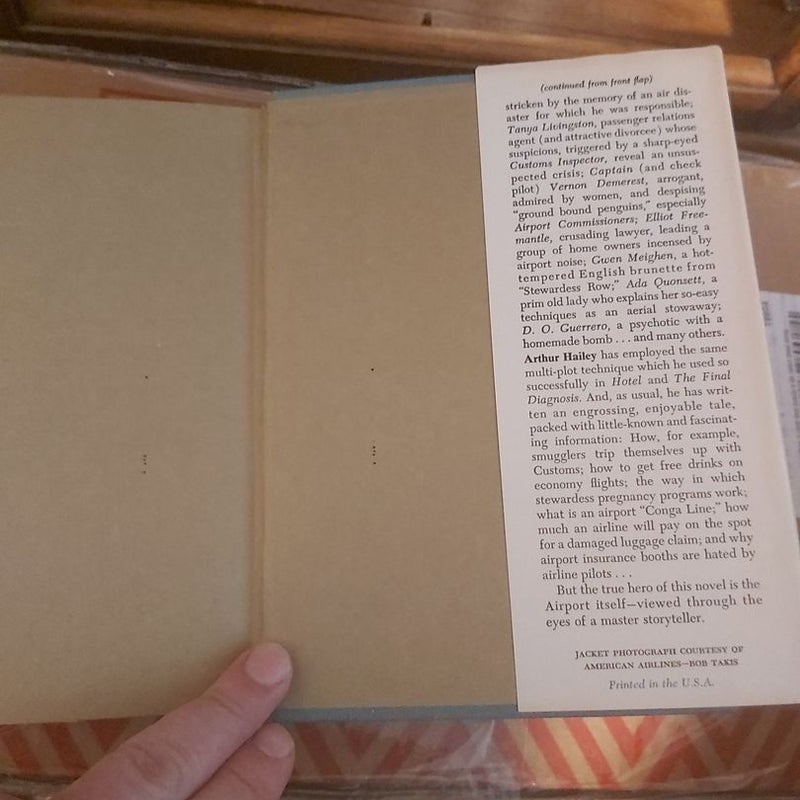 (continued from front flap)
stricken by the memory of an air dis-
aster for which he was responsible;
Tanya Livingston, passenger relations
agent (and attractive divorcee) whose
suspicions, triggered by a sharp-eyed
Customs Inspector, reveal an unsus-
pected crisis; Captain (and check
pilot) Vernon Demerest, arrogant,
admired by women, and despising
"ground bound penguins," especially
Airport Commissioners; Elliot Free-
mantle, crusading lawyer, leading a
group of home owners incensed by
airport noise; Gwen Meighen, a hot-
tempered English brunette from
"Stewardess Row;" Ada Quonsett, a
prim old lady who explains her so-easy
techniques as an aerial stowaway;
D. O. Guerrero, a psychotic with a
homemade bomb . . . and many others.
Arthur Hailey has employed the same
multi-plot technique which he used so
successfully in Hotel and The Final
Diagnosis. And, as usual, he has writ-
ten an engrossing, enjoyable tale,
packed with little-known and fascinat-
ing information: How, for example,
smugglers trip themselves up with
Customs; how to get free drinks on
economy flights; the way in which
stewardess pregnancy programs work;
what is an airport "Conga Line;" how
much an airline will pay on the spot
for a damaged luggage claim; and why
airport insurance booths are hated by
airline pilots . . .
But the true hero of this novel is the
Airport itself—viewed through the
eyes of a master storyteller.
JACKET PHOTOGRAPH COURTESY OF
AMERICAN AIRLINES—BOB TAKIS
Printed in the U.S.A.